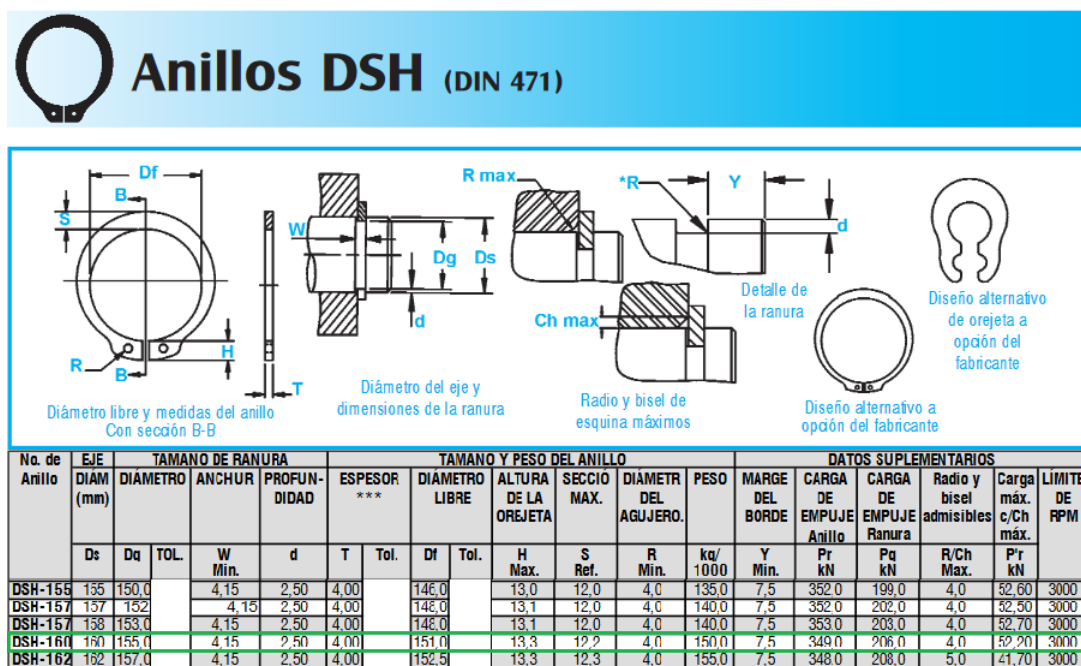 Anillos DSH (DIN 471)
Df
B
S
R
B
H
T
Diámetro libre y medidas del anillo
Con sección B-B
W
Dg
Ds
d
Diámetro del eje y
dimensiones de la ranura
R max
Ch max
Radio y bisel de
esquina máximos
*R
Y
d
Detalle de
la ranura
Diseño alternativo
de orejeta a
opción del
fabricante
Diseño alternativo a
opción del fabricante
No. de Anillo EJE TAMANO DE RANURA TAMANO Y PESO DEL ANILLO DATOS SUPLEMENTARIOS
DIÁM (mm) DIÁMETRO ANCHUR PROFUN-DIDAD ESPESOR *** DIÁMETRO LIBRE ALTURA DE LA OREJETA SECCIÓ MAX. DIÁMETR DEL AGUJERO. PESO MARGE DEL BORDE CARGA DE EMPUJE Anillo CARGA DE EMPUJE Ranura Radio y bisel admisibles Carga máx. c/Ch máx. LÍMITE DE RPM
Ds Dg TOL. W Min. d T Tol. Df Tol. H Max. S Ref. R Min. kg/ 1000 Y Min. Pr kN Pg kN R/Ch Max. P'r kN
DSH-155 155 150,0 4,15 2,50 4,00 146,0 13,0 12,0 4,0 135,0 7,5 352,0 199,0 4,0 52,60 3000
DSH-157 157 152 4,15 2,50 4,00 148,0 13,1 12,0 4,0 140,0 7,5 352,0 202,0 4,0 52,50 3000
DSH-157 158 153,0 4,15 2,50 4,00 148,0 13,1 12,0 4,0 140,0 7,5 353,0 203,0 4,0 52,70 3000
DSH-160 160 155,0 4,15 2,50 4,00 151,0 13,3 12,2 4,0 150,0 7,5 349,0 206,0 4,0 52,20 3000
DSH-162 162 157,0 4,15 2,50 4,00 152,5 13,3 12,3 4,0 155,0 7,5 348,0 208,0 5,0 41,70 3000